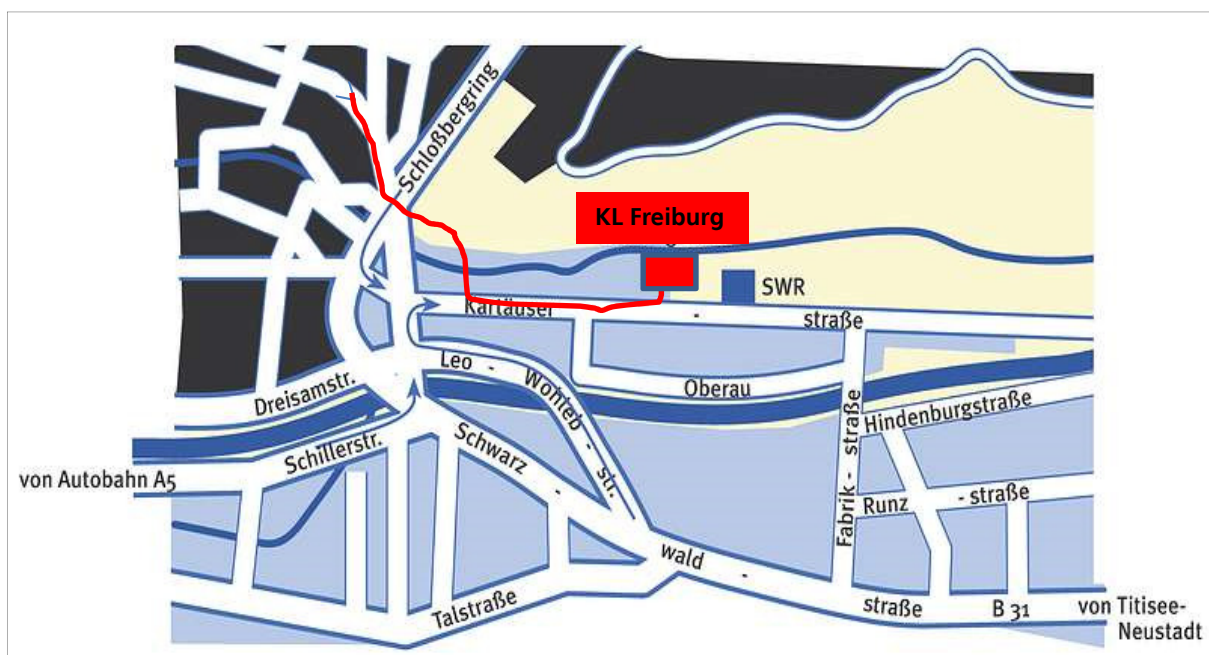 Schloßbergring
KL Freiburg
SWR
Kartäuser
-
straße
Leo - Wohleb - str.
Oberau
Dreisamstr.
Hindenburgstraße
Schillerstr.
Schwarz
-
von Autobahn A5
Fabrik - straße
Runz
-straße
wald
-
straße
Talstraße
B 31
von Titisee-
Neustadt